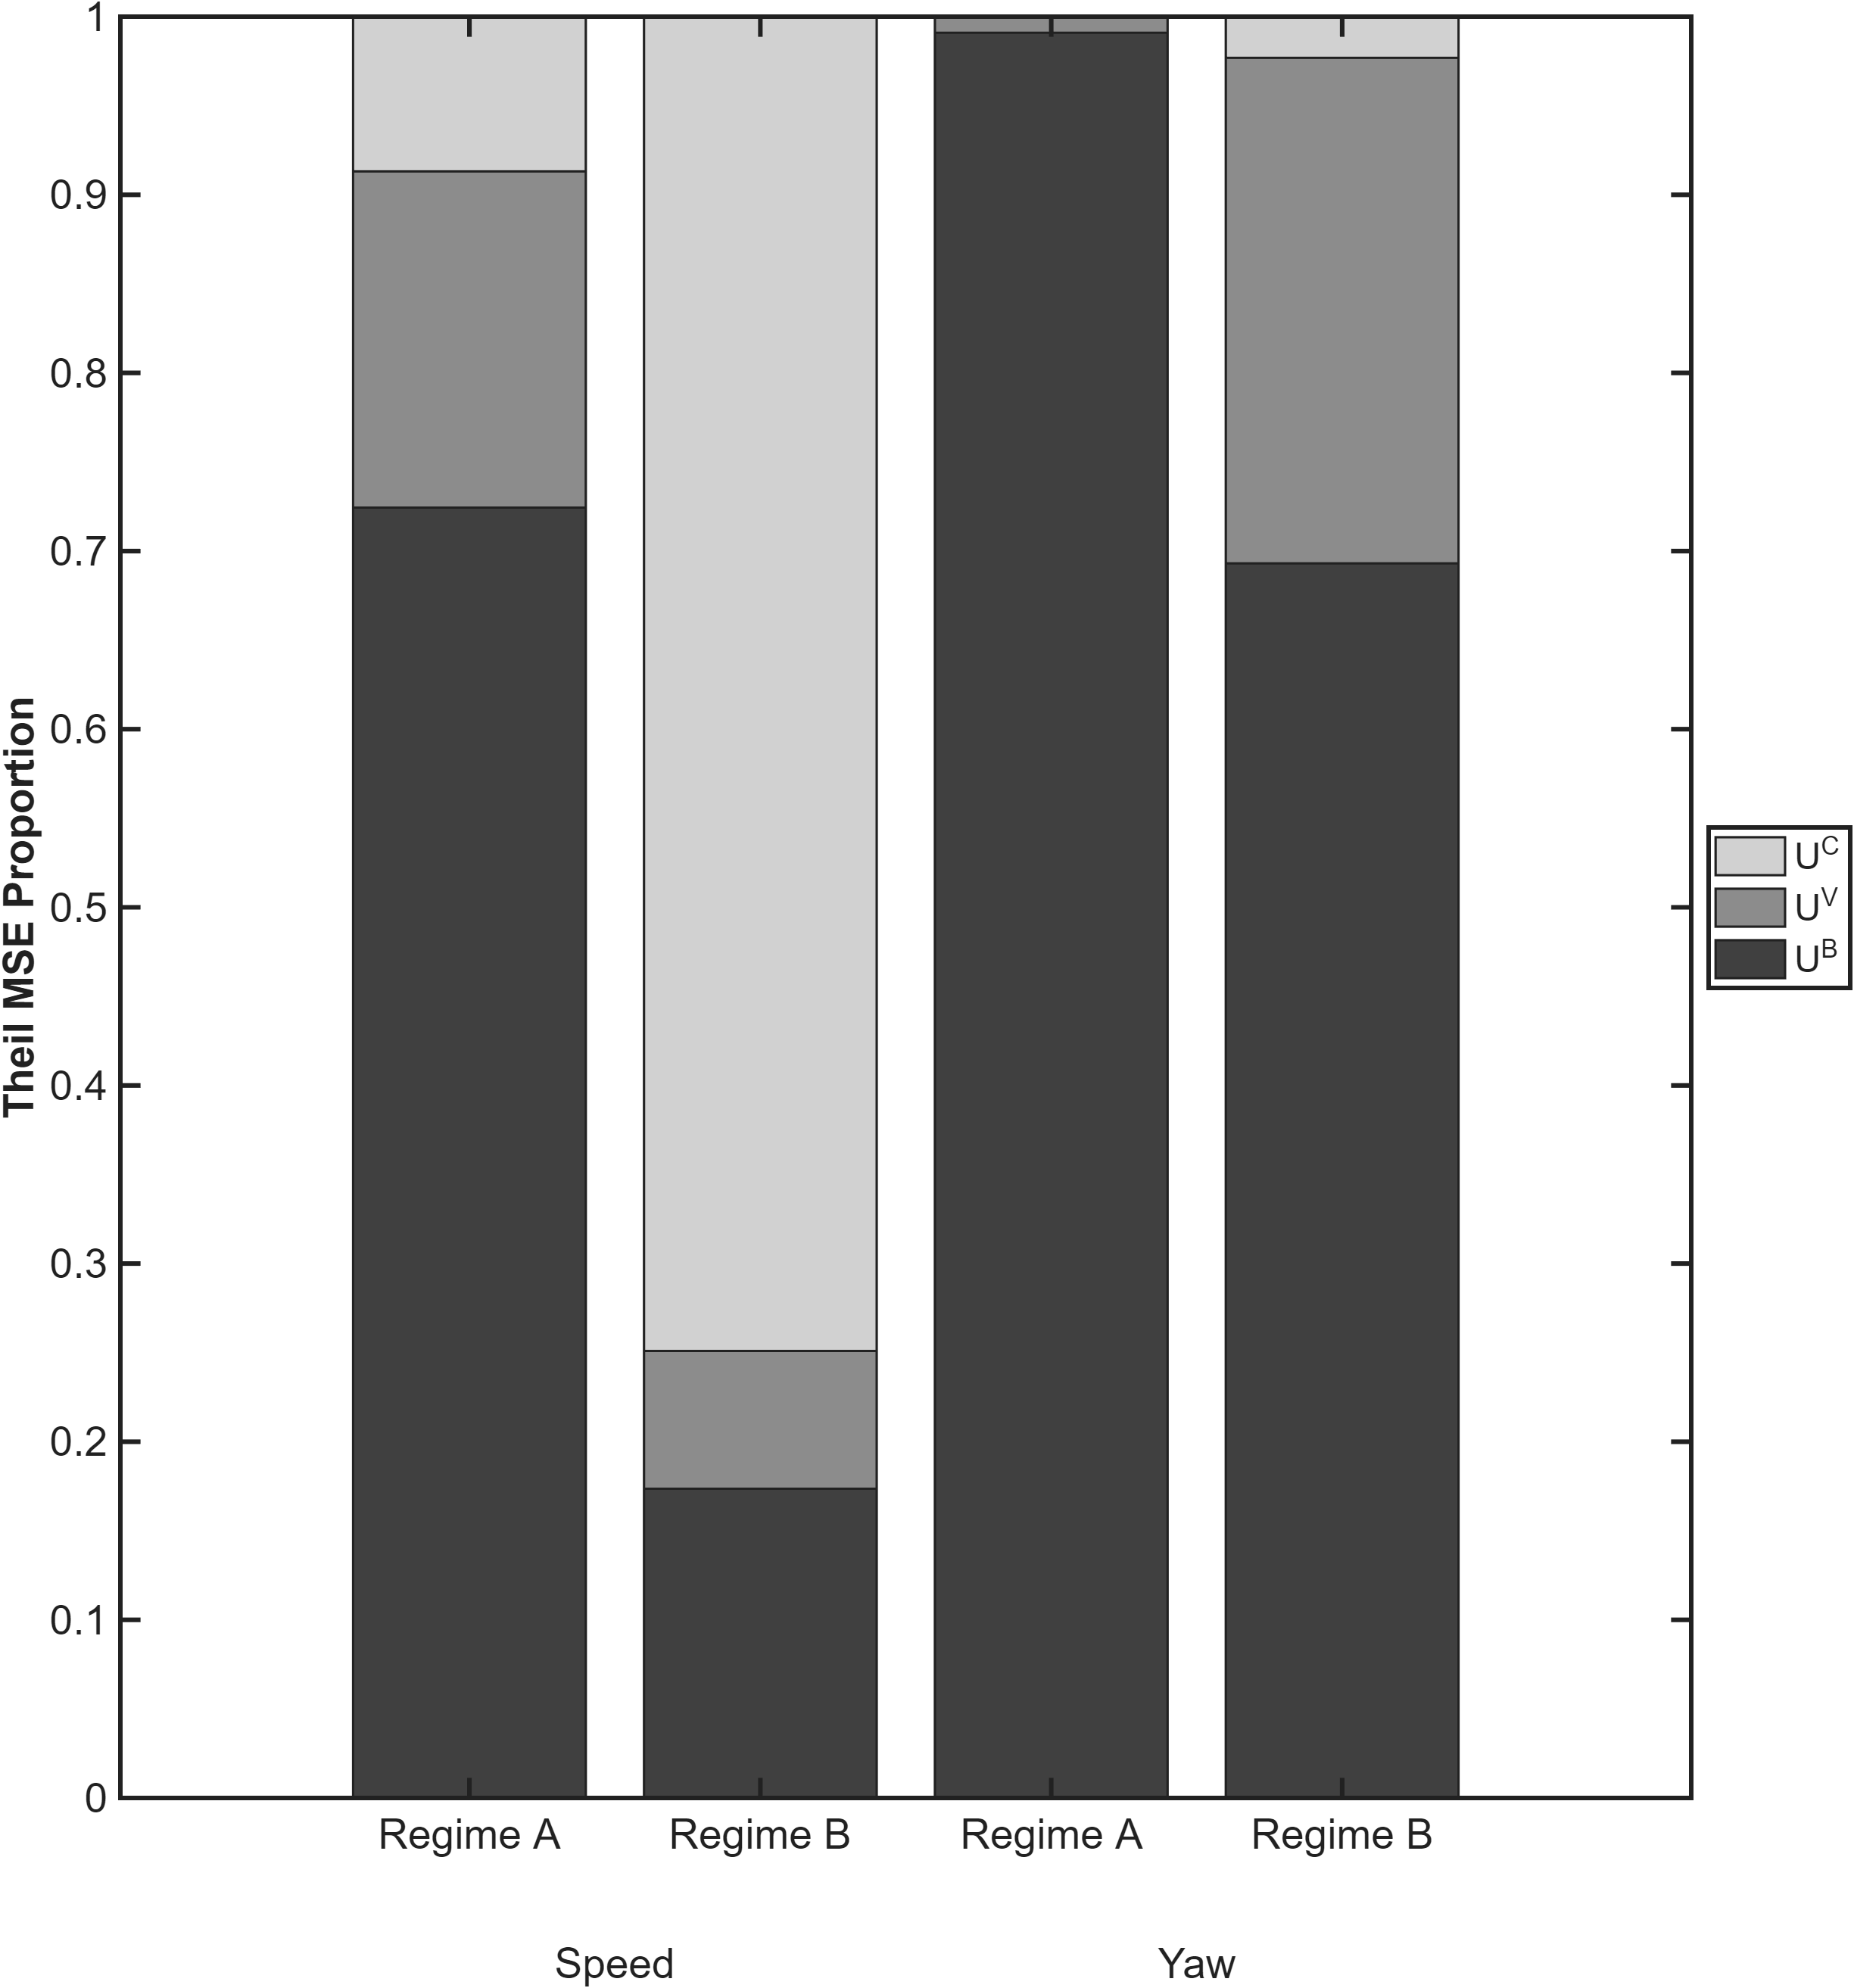 Theil MSE Proportion
1
0.9
0.8
0.7
0.6
0.5
0.4
0.3
0.2
0.1
0
Regime A Regime B Regime A Regime B
Speed Yaw
U^C
U^V
U^B